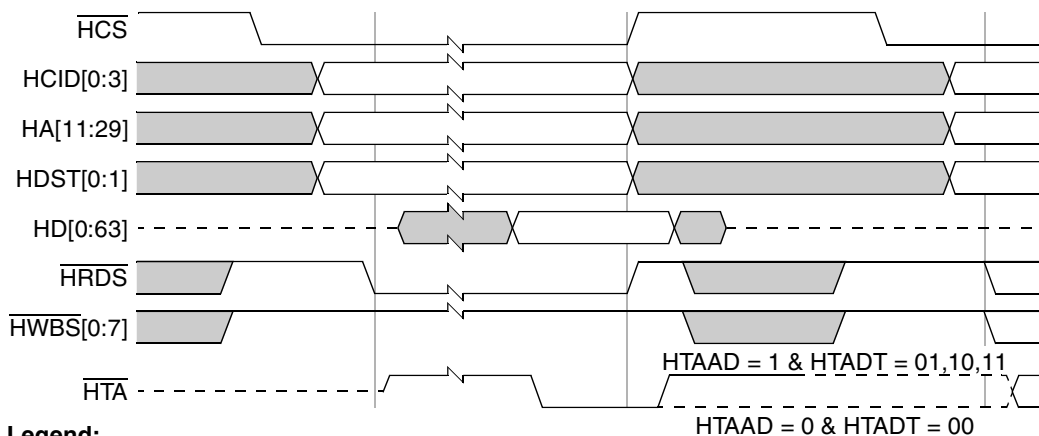 HCS
HCID[0:3]
HA[11:29]
HDST[0:1]
HD[0:63]
HRDS
HWBS[0:7]
HTAAD = 1 & HTADT = 01,10,11
HTA
HTAAD = 0 & HTADT = 00
Legend: